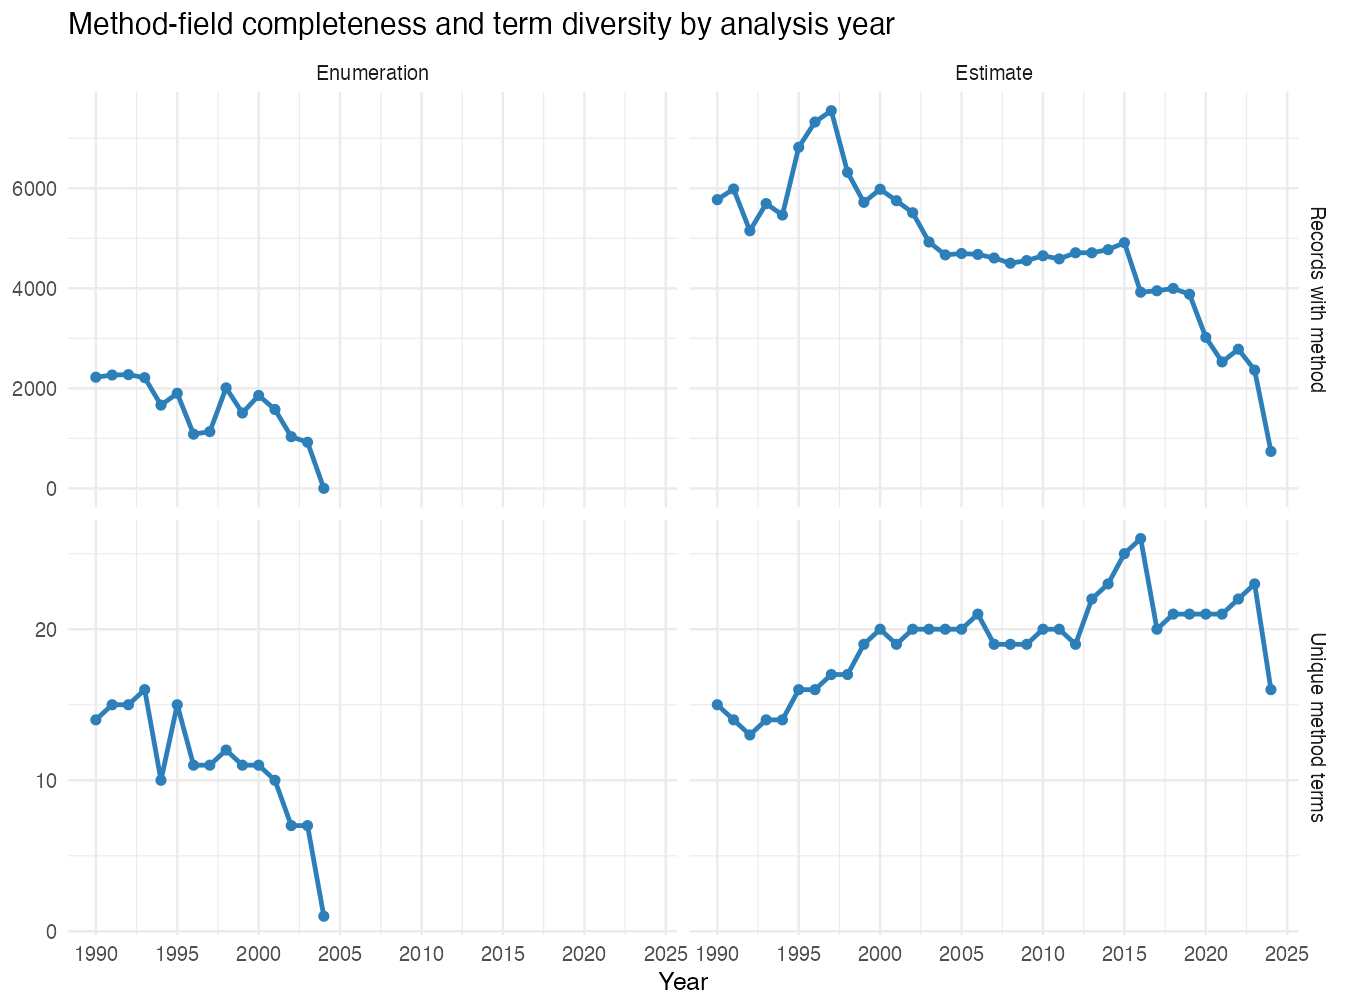 Method-field completeness and term diversity by analysis year
Enumeration
Estimate
6000
4000
2000
0
Records with method
20
10
0
Unique method terms
1990 1995 2000 2005 2010 2015 2020 2025
1990 1995 2000 2005 2010 2015 2020 2025
Year